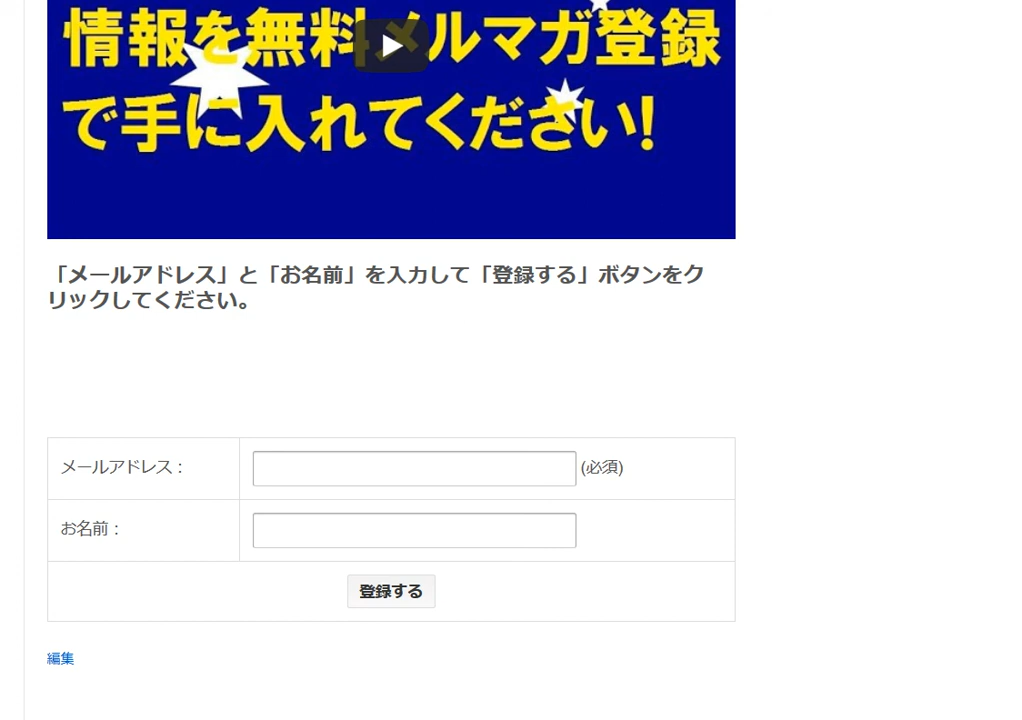 情報を無料メルマガ登録
で手に入れてください!
「メールアドレス」と「お名前」を入力して「登録する」ボタンをク
リックしてください。
メールアドレス：
(必須)
お名前：
登録する
編集